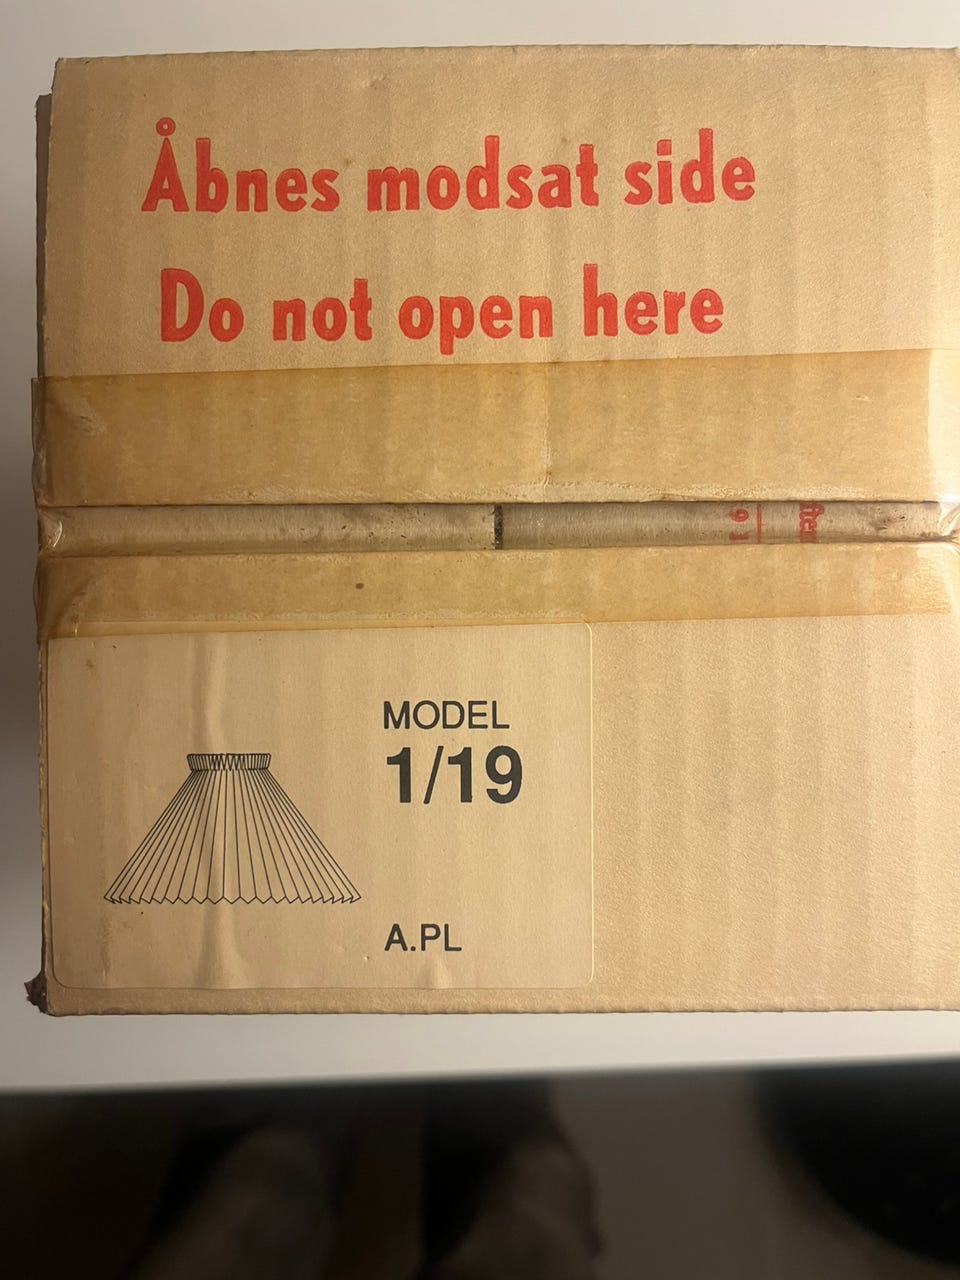 Åbnes modsat side
Do not open here
MODEL
1/19
A.PL